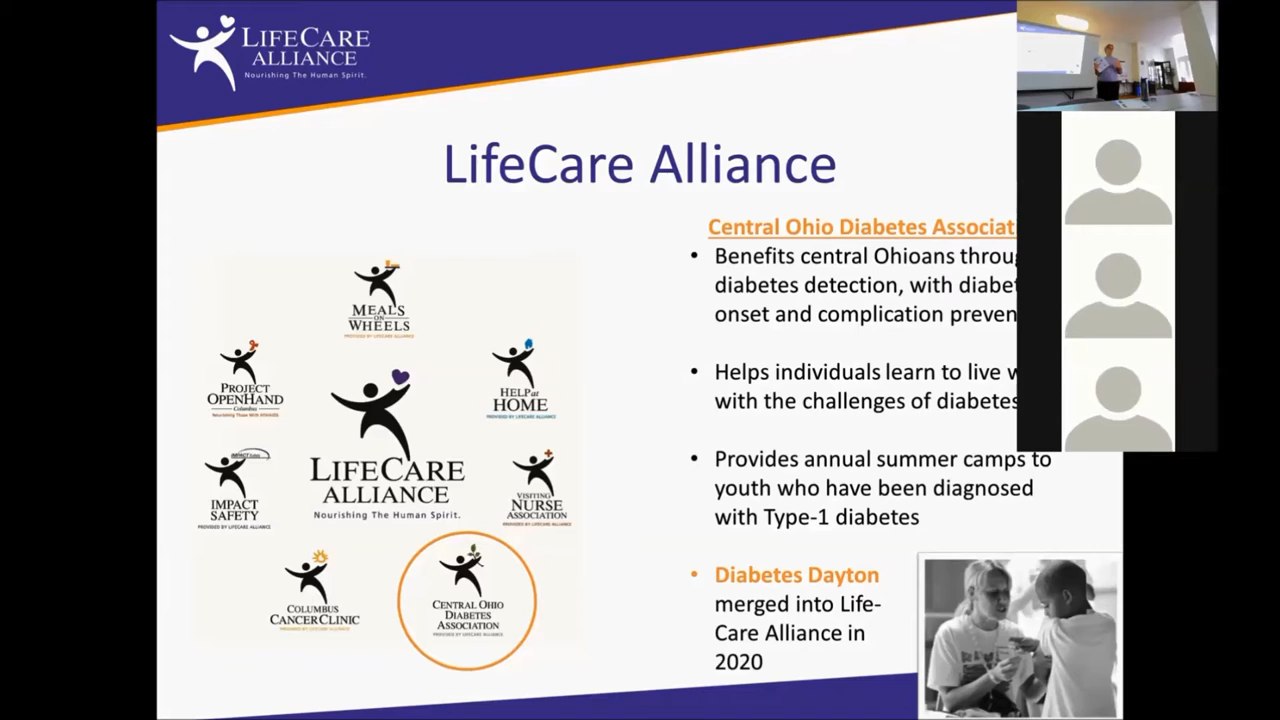 LIFECARE
ALLIANCE
Nourishing The Human Spirit.
LifeCare Alliance
Central Ohio Diabetes Associati
• Benefits central Ohioans throu
diabetes detection, with diabet
onset and complication preven
• Helps individuals learn to live w
with the challenges of diabetes
• Provides annual summer camps to
youth who have been diagnosed
with Type-1 diabetes
• Diabetes Dayton
merged into Life-
Care Alliance in
2020
MEALS
ON
WHEELS
PROVIDED BY LIFECARE ALLIANCE
PROJECT
OPENHAND
Columbus
Nourishing Those With HIV/AIDS
HELP at
HOME
PROVIDED BY LIFECARE ALLIANCE
LIFECARE
ALLIANCE
Nourishing The Human Spirit.
IMPACT Safety
IMPACT
SAFETY
PROVIDED BY LIFECARE ALLIANCE
VISITING
NURSE
ASSOCIATION
PROVIDED BY LIFECARE ALLIANCE
COLUMBUS
CANCER CLINIC
PROVIDED BY LIFECARE ALLIANCE
CENTRAL OHIO
DIABETES
ASSOCIATION
PROVIDED BY LIFECARE ALLIANCE